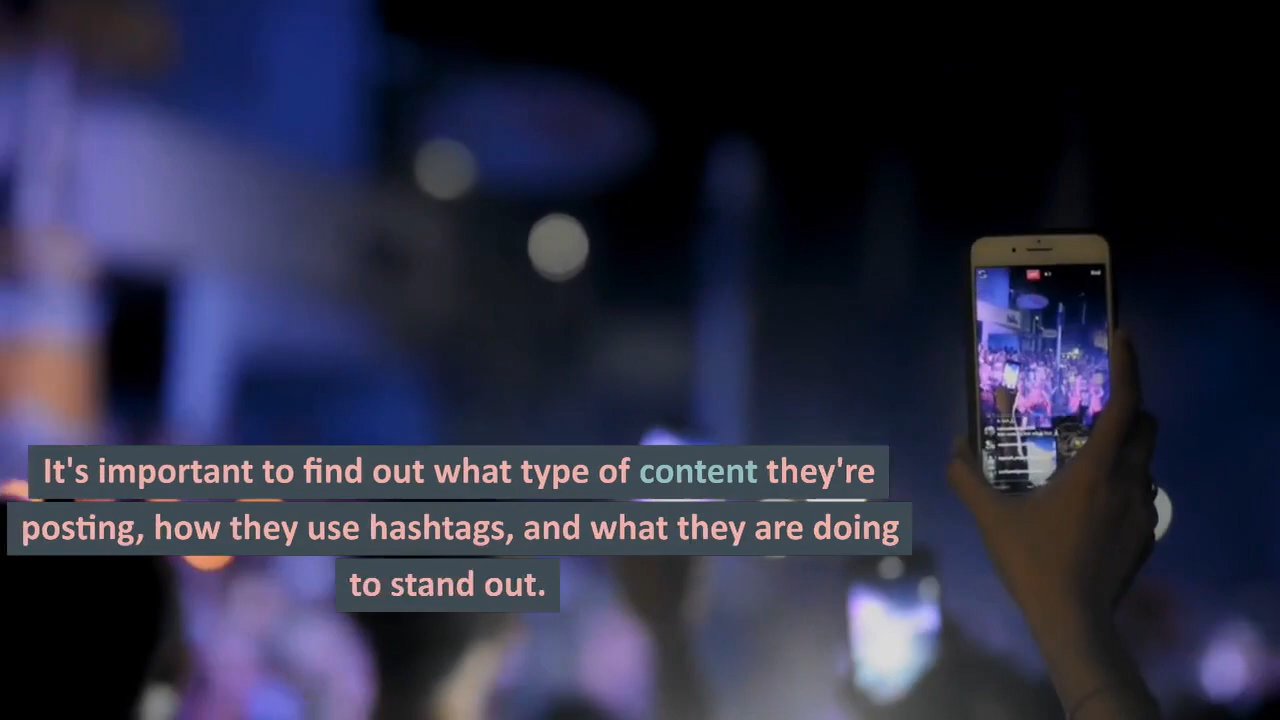 It's important to find out what type of content they're
posting, how they use hashtags, and what they are doing
to stand out.